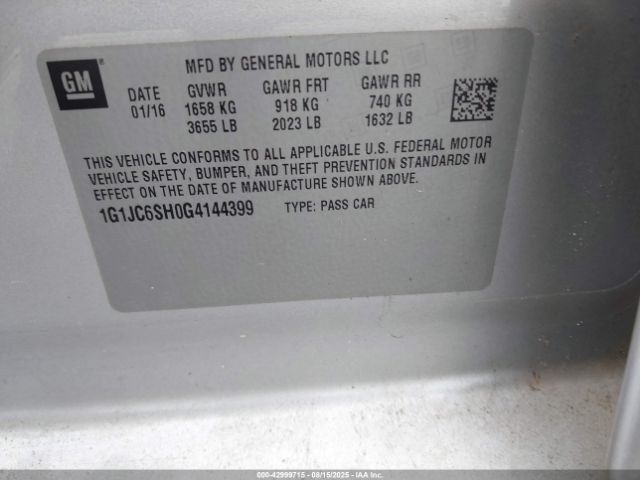 GM
MFD BY GENERAL MOTORS LLC
DATE GVWR GAWR FRT GAWR RR
01/16 1658 KG 918 KG 740 KG
3655 LB 2023 LB 1632 LB
THIS VEHICLE CONFORMS TO ALL APPLICABLE U.S. FEDERAL MOTOR
VEHICLE SAFETY, BUMPER, AND THEFT PREVENTION STANDARDS IN
EFFECT ON THE DATE OF MANUFACTURE SHOWN ABOVE.
1G1JC6SH0G4144399 TYPE: PASS CAR
000-42999715 - 08/15/2025 - IAAI.com